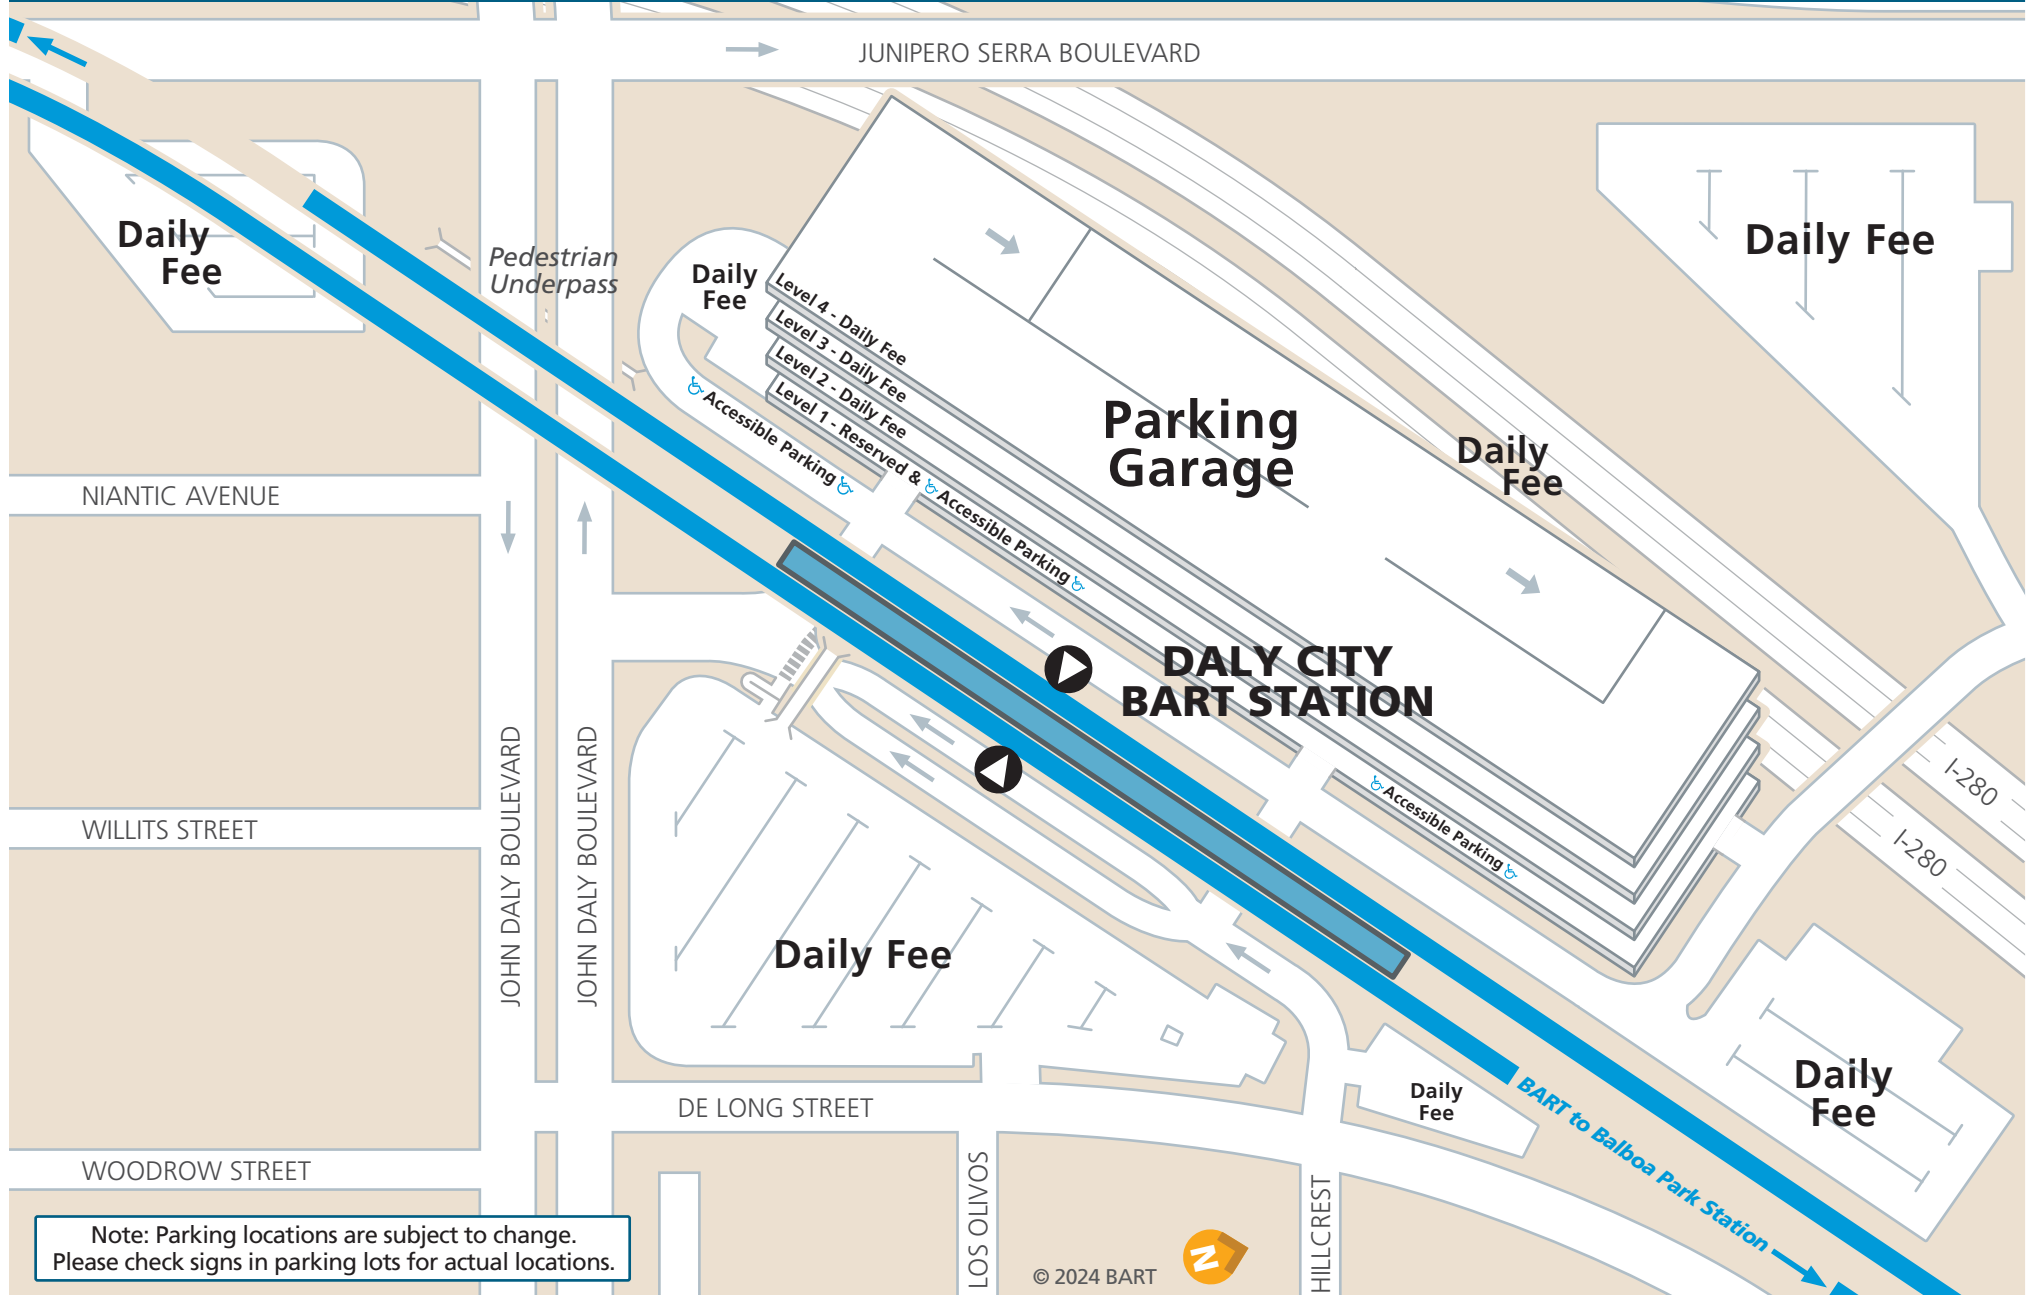 JUNIPERO SERRA BOULEVARD
Daily
Fee
Pedestrian
Underpass
Daily
Fee
Daily Fee
Level 4 - Daily Fee
Level 3 - Daily Fee
Level 2 - Daily Fee
Level 1 - Reserved & Accessible Parking
Accessible Parking
Parking
Garage
Daily
Fee
NIANTIC AVENUE
DALY CITY
BART STATION
Accessible Parking
I-280
I-280
WILLITS STREET
JOHN DALY BOULEVARD
JOHN DALY BOULEVARD
Daily Fee
Daily
Fee
Daily
Fee
BART to Balboa Park Station
DE LONG STREET
WOODROW STREET
LOS OLIVOS
HILLCREST
Note: Parking locations are subject to change.
Please check signs in parking lots for actual locations.
© 2024 BART
N